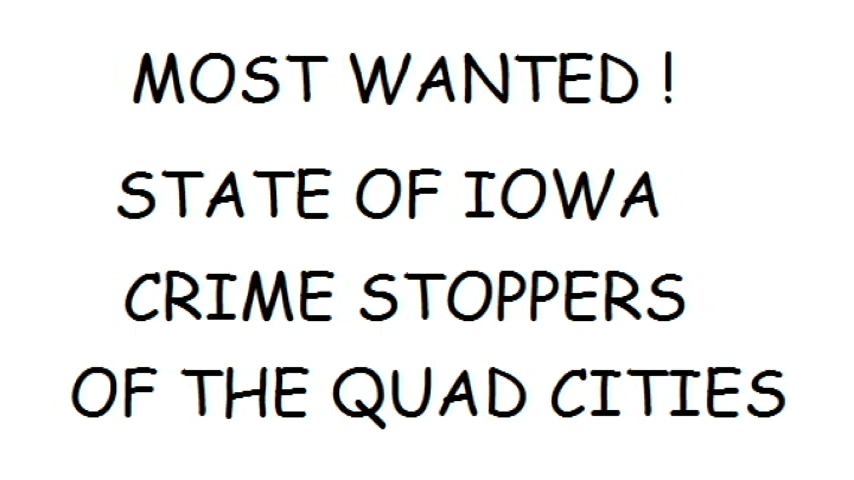 MOST WANTED !
STATE OF IOWA
CRIME STOPPERS
OF THE QUAD CITIES